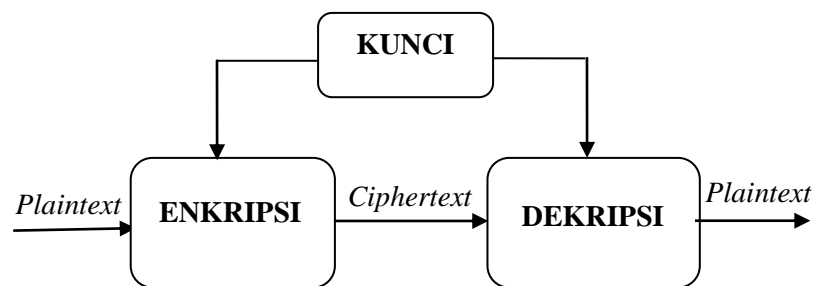 KUNCI
Plaintext
ENKRIPSI
Ciphertext
DEKRIPSI
Plaintext